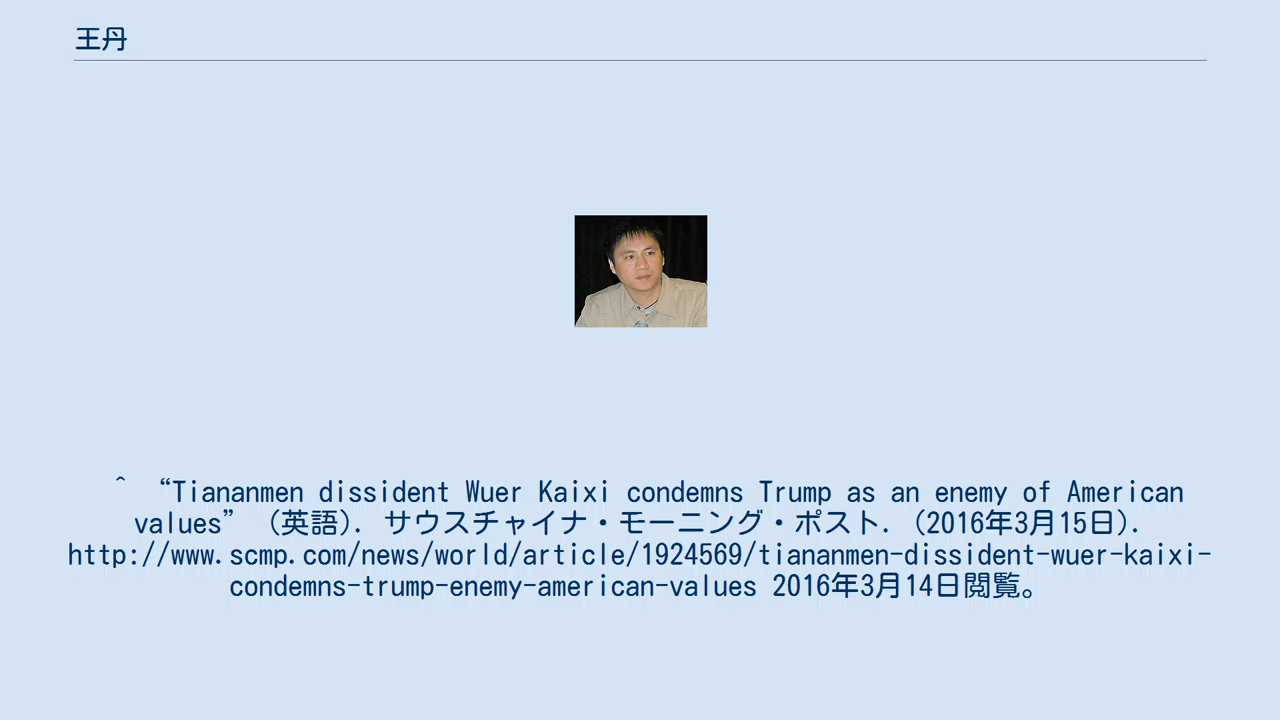 王丹
^ “Tiananmen dissident Wuer Kaixi condemns Trump as an enemy of American
values” (英語). サウスチャイナ・モーニング・ポスト. (2016年3月15日).
http://www.scmp.com/news/world/article/1924569/tiananmen-dissident-wuer-kaixi-
condemns-trump-enemy-american-values 2016年3月14日閲覧。